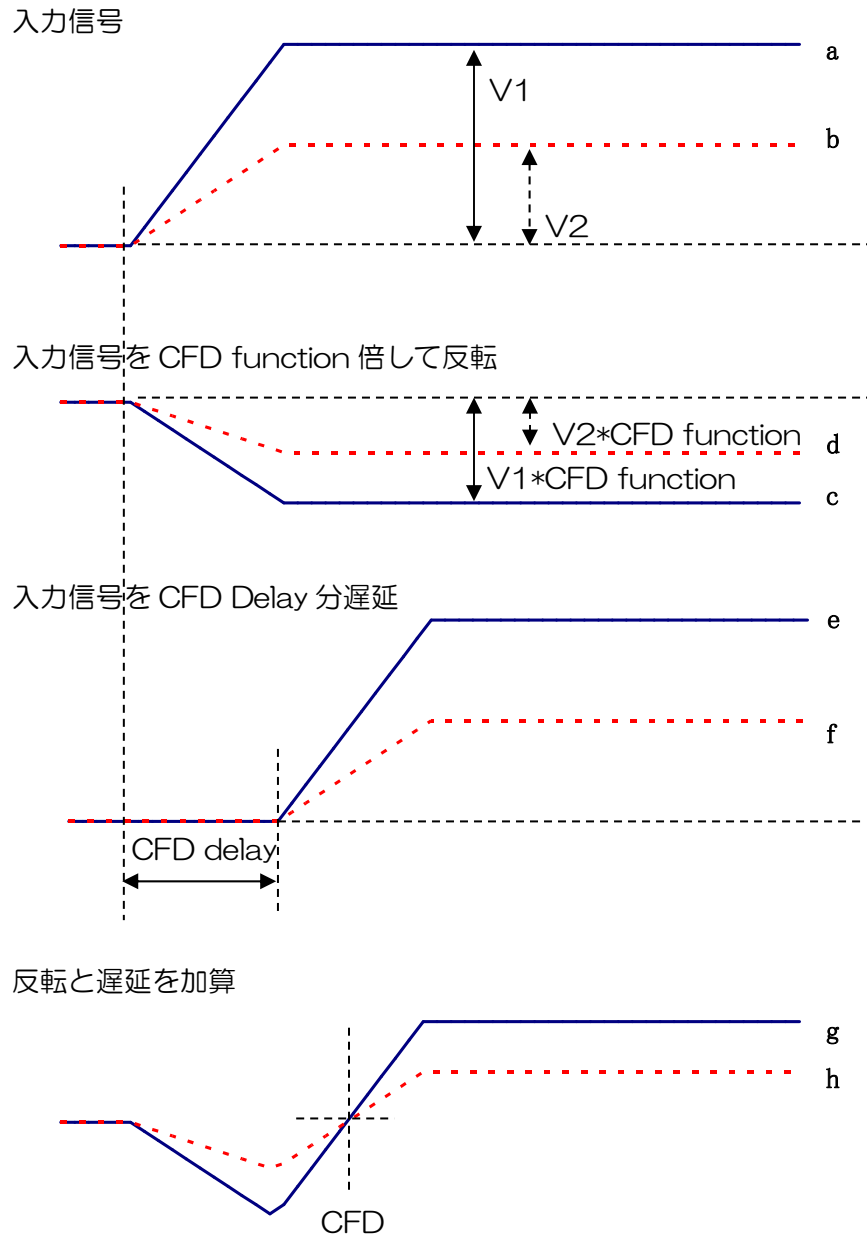 入力信号
a
V1
b
V2
入力信号を CFD function 倍して反転
V2*CFD function
d
V1*CFD function
c
入力信号を CFD Delay 分遅延
e
f
CFD delay
反転と遅延を加算
g
h
CFD